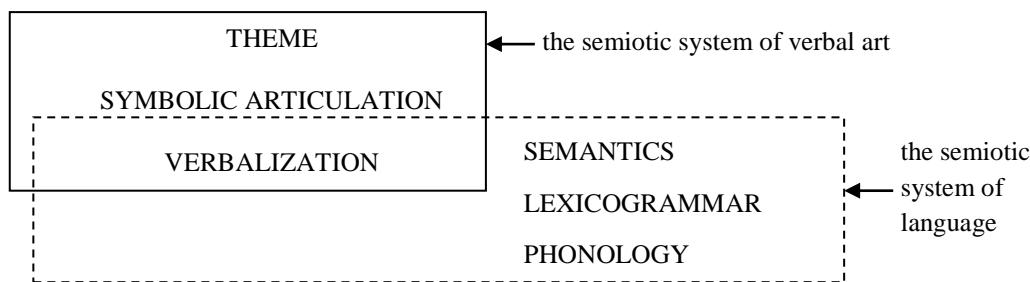 THEME
the semiotic system of verbal art
SYMBOLIC ARTICULATION
VERBALIZATION
SEMANTICS
LEXICOGRAMMAR
PHONOLOGY
the semiotic
system of
language